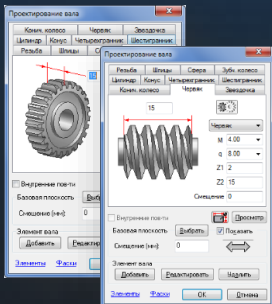 Проектирование вала
Конич. колесо Червяк Звездочка
Цилиндр Конус Четырехгранник Шестигранник
Резьба Шлицы
15
Внутренние пов-ти
Базовая плоскость
Смещение (мм): 0
Элемент вала
Добавить
Элементы Фаски
Проектирование вала
Резьба Шлицы Сфера Зубч. колесо
Цилиндр Конус Четырехгранник Шестигранник
Конич. колесо Червяк Звездочка
15
Червяк
M 4.00
q 8.00
Z1 2
Z2 15
Смещение 0
Внутренние пов-ти Просмотр
Базовая плоскость Выбрать Показать
Смещение (мм): 0
Элемент вала
Добавить Редактировать Удалить
Элементы Фаски OK Отмена